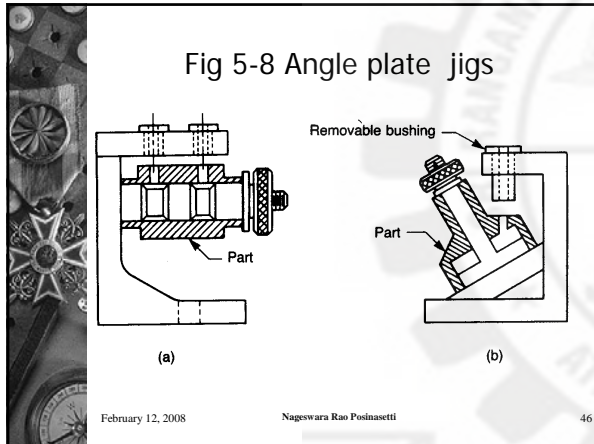 Fig 5-8 Angle plate jigs
Removable bushing
Part
Part
(a)
(b)
February 12, 2008
Nageswara Rao Posinasetti
46